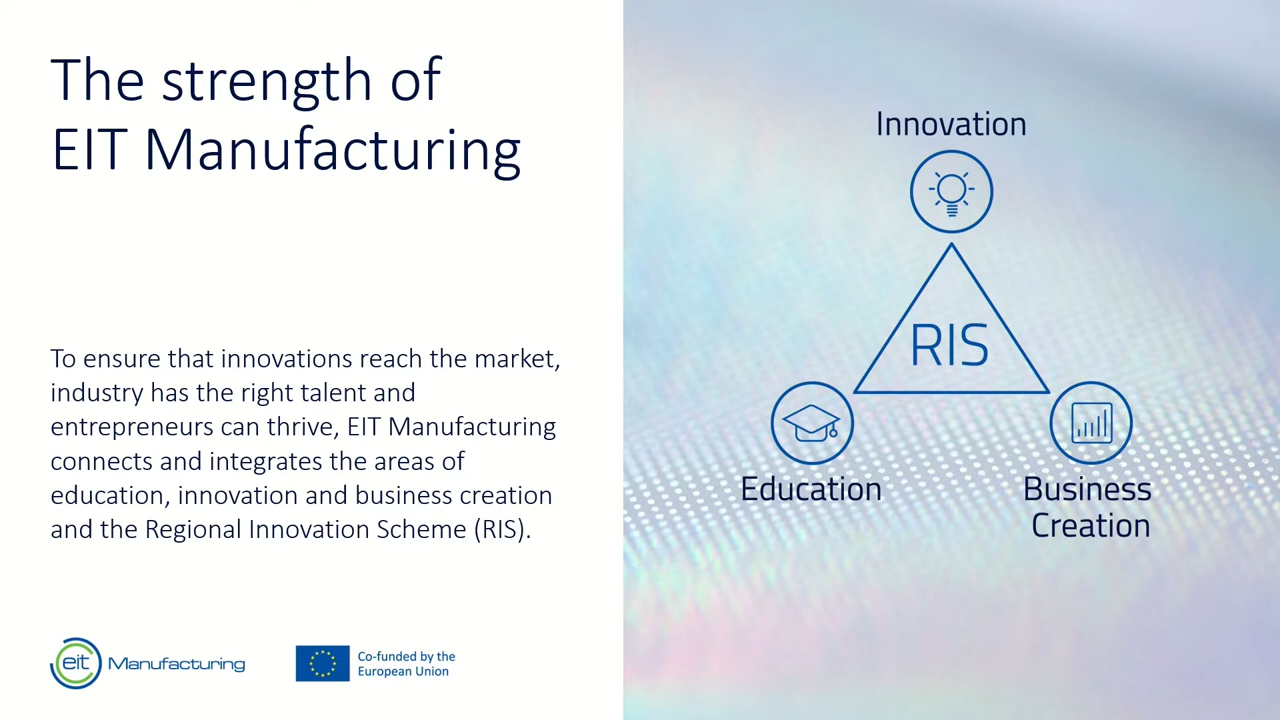 The strength of
EIT Manufacturing
To ensure that innovations reach the market,
industry has the right talent and
entrepreneurs can thrive, EIT Manufacturing
connects and integrates the areas of
education, innovation and business creation
and the Regional Innovation Scheme (RIS).
eit Manufacturing
Co-funded by the
European Union
Innovation
RIS
Education
Business
Creation